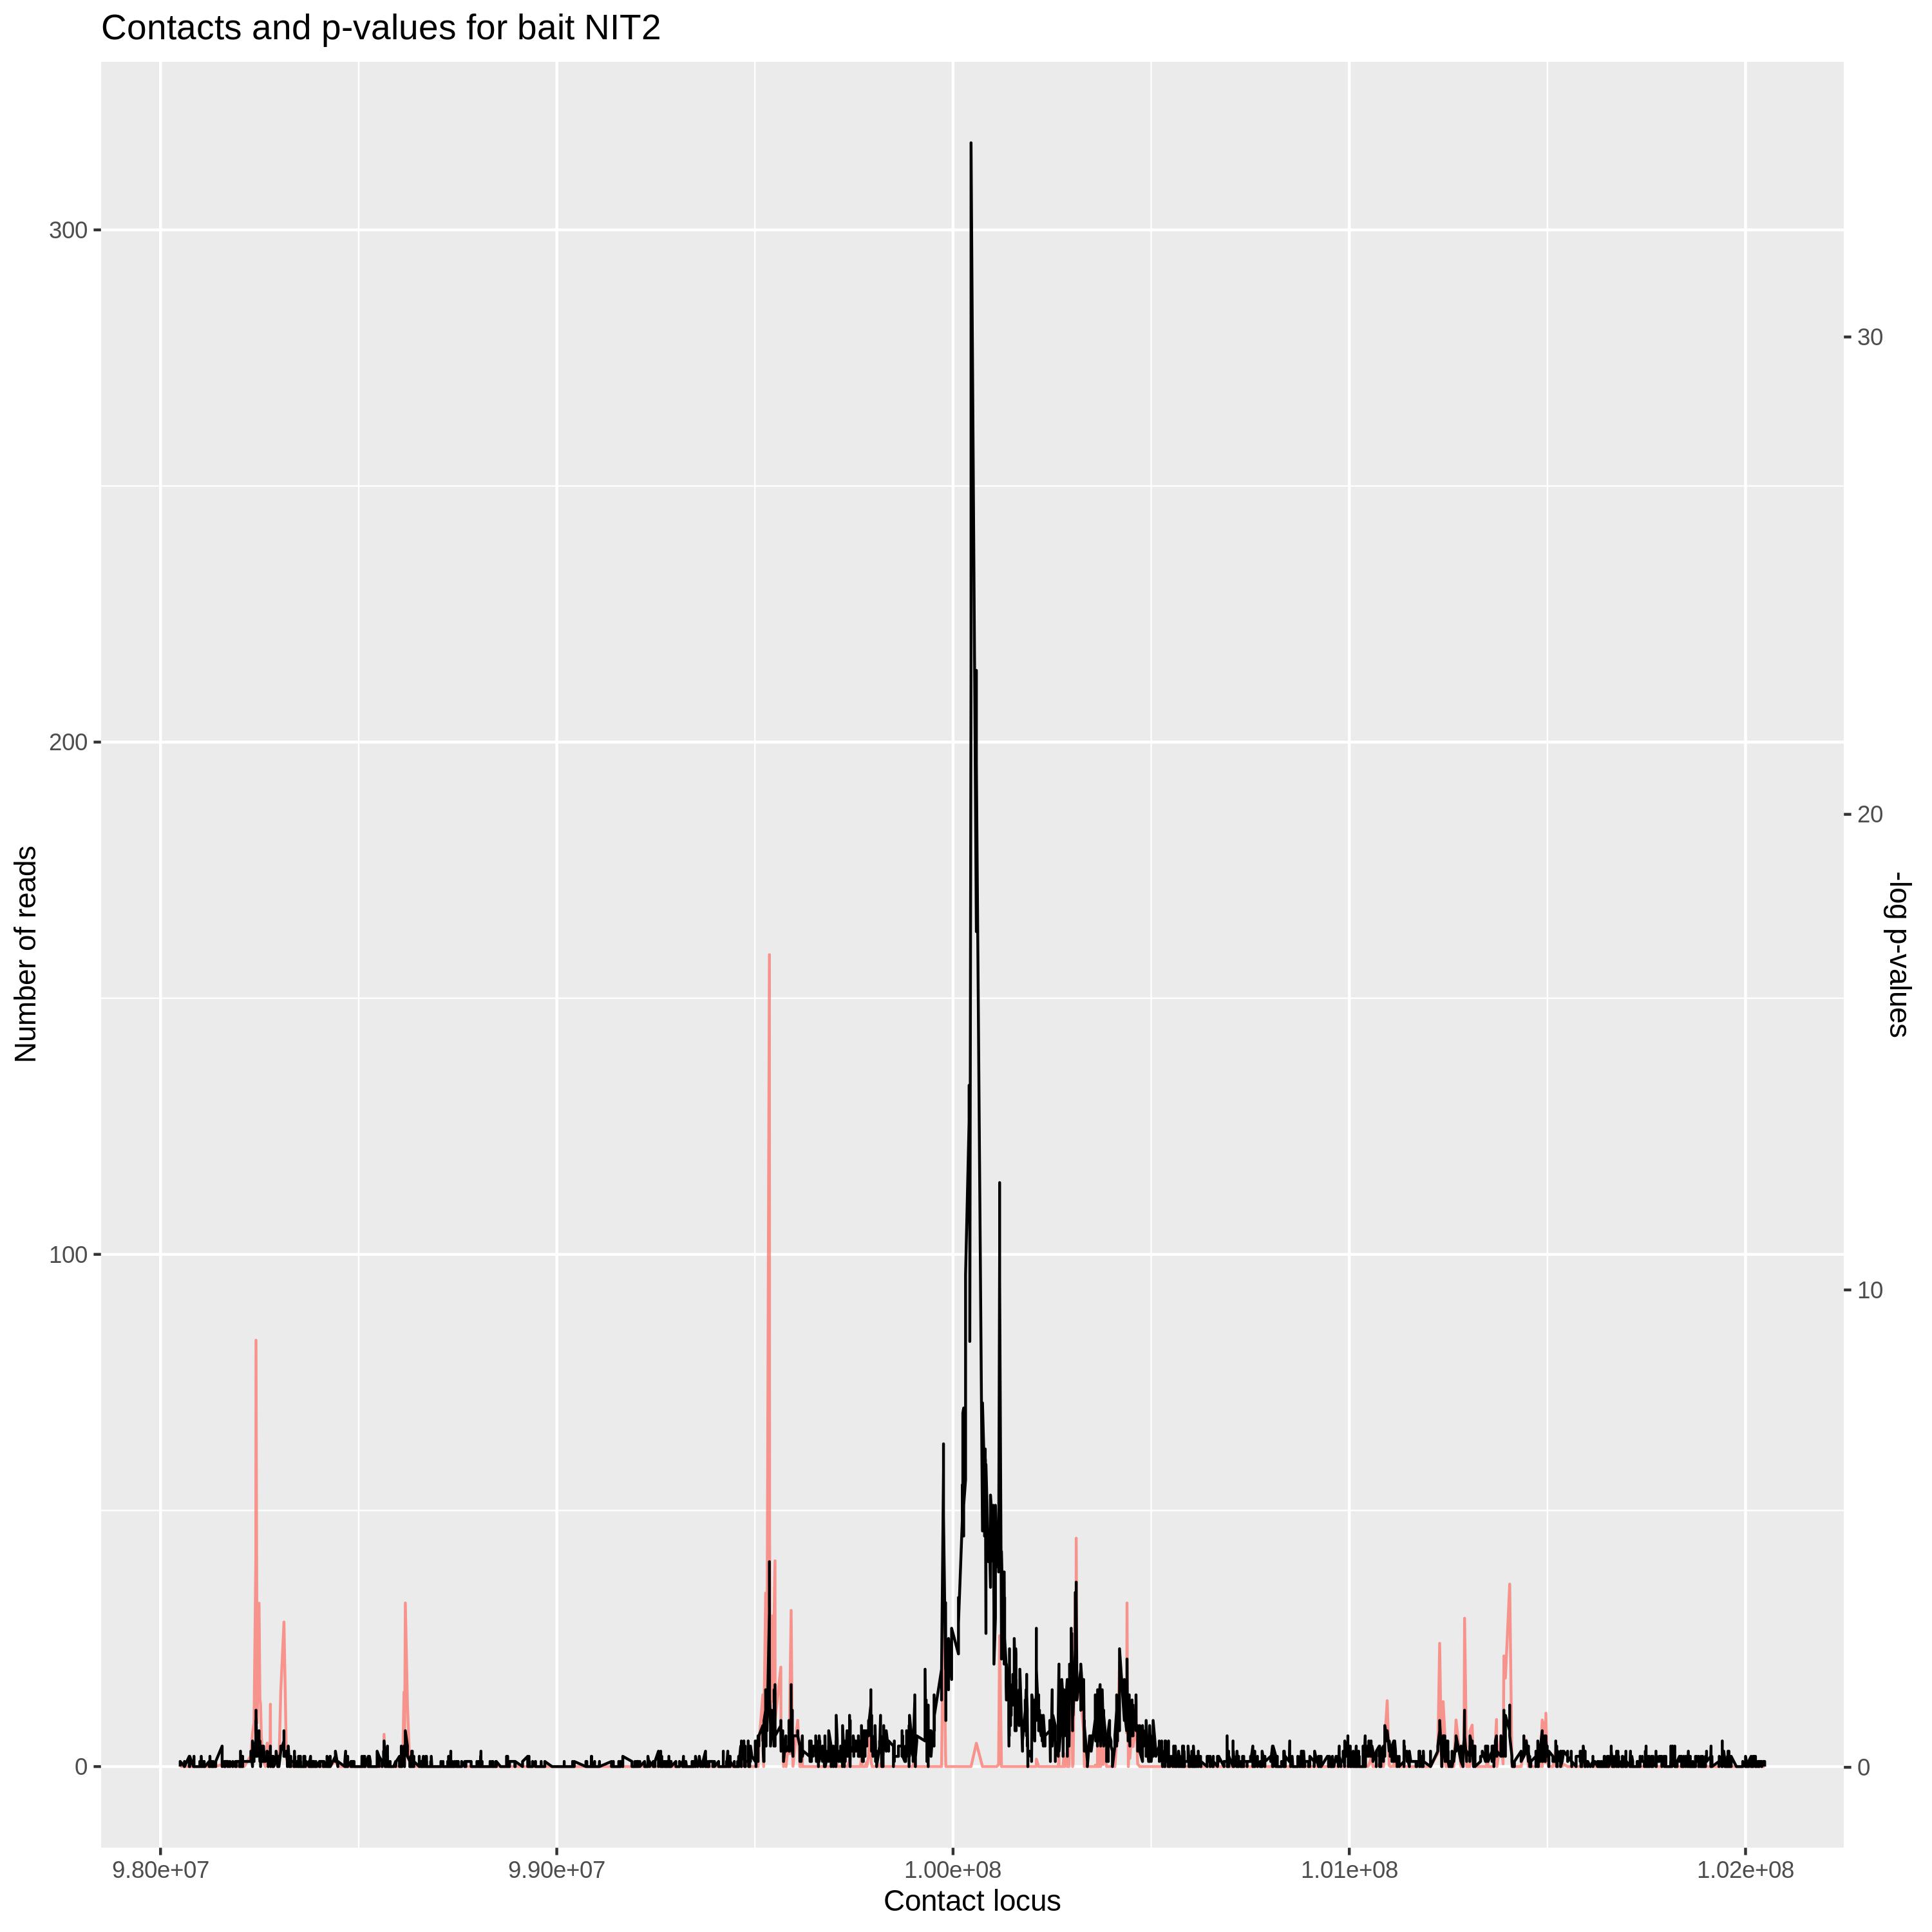 Contacts and p-values for bait NIT2
Number of reads
300
200
100
0
-log p-values
30
20
10
0
9.80e+07
9.90e+07
1.00e+08
1.01e+08
1.02e+08
Contact locus